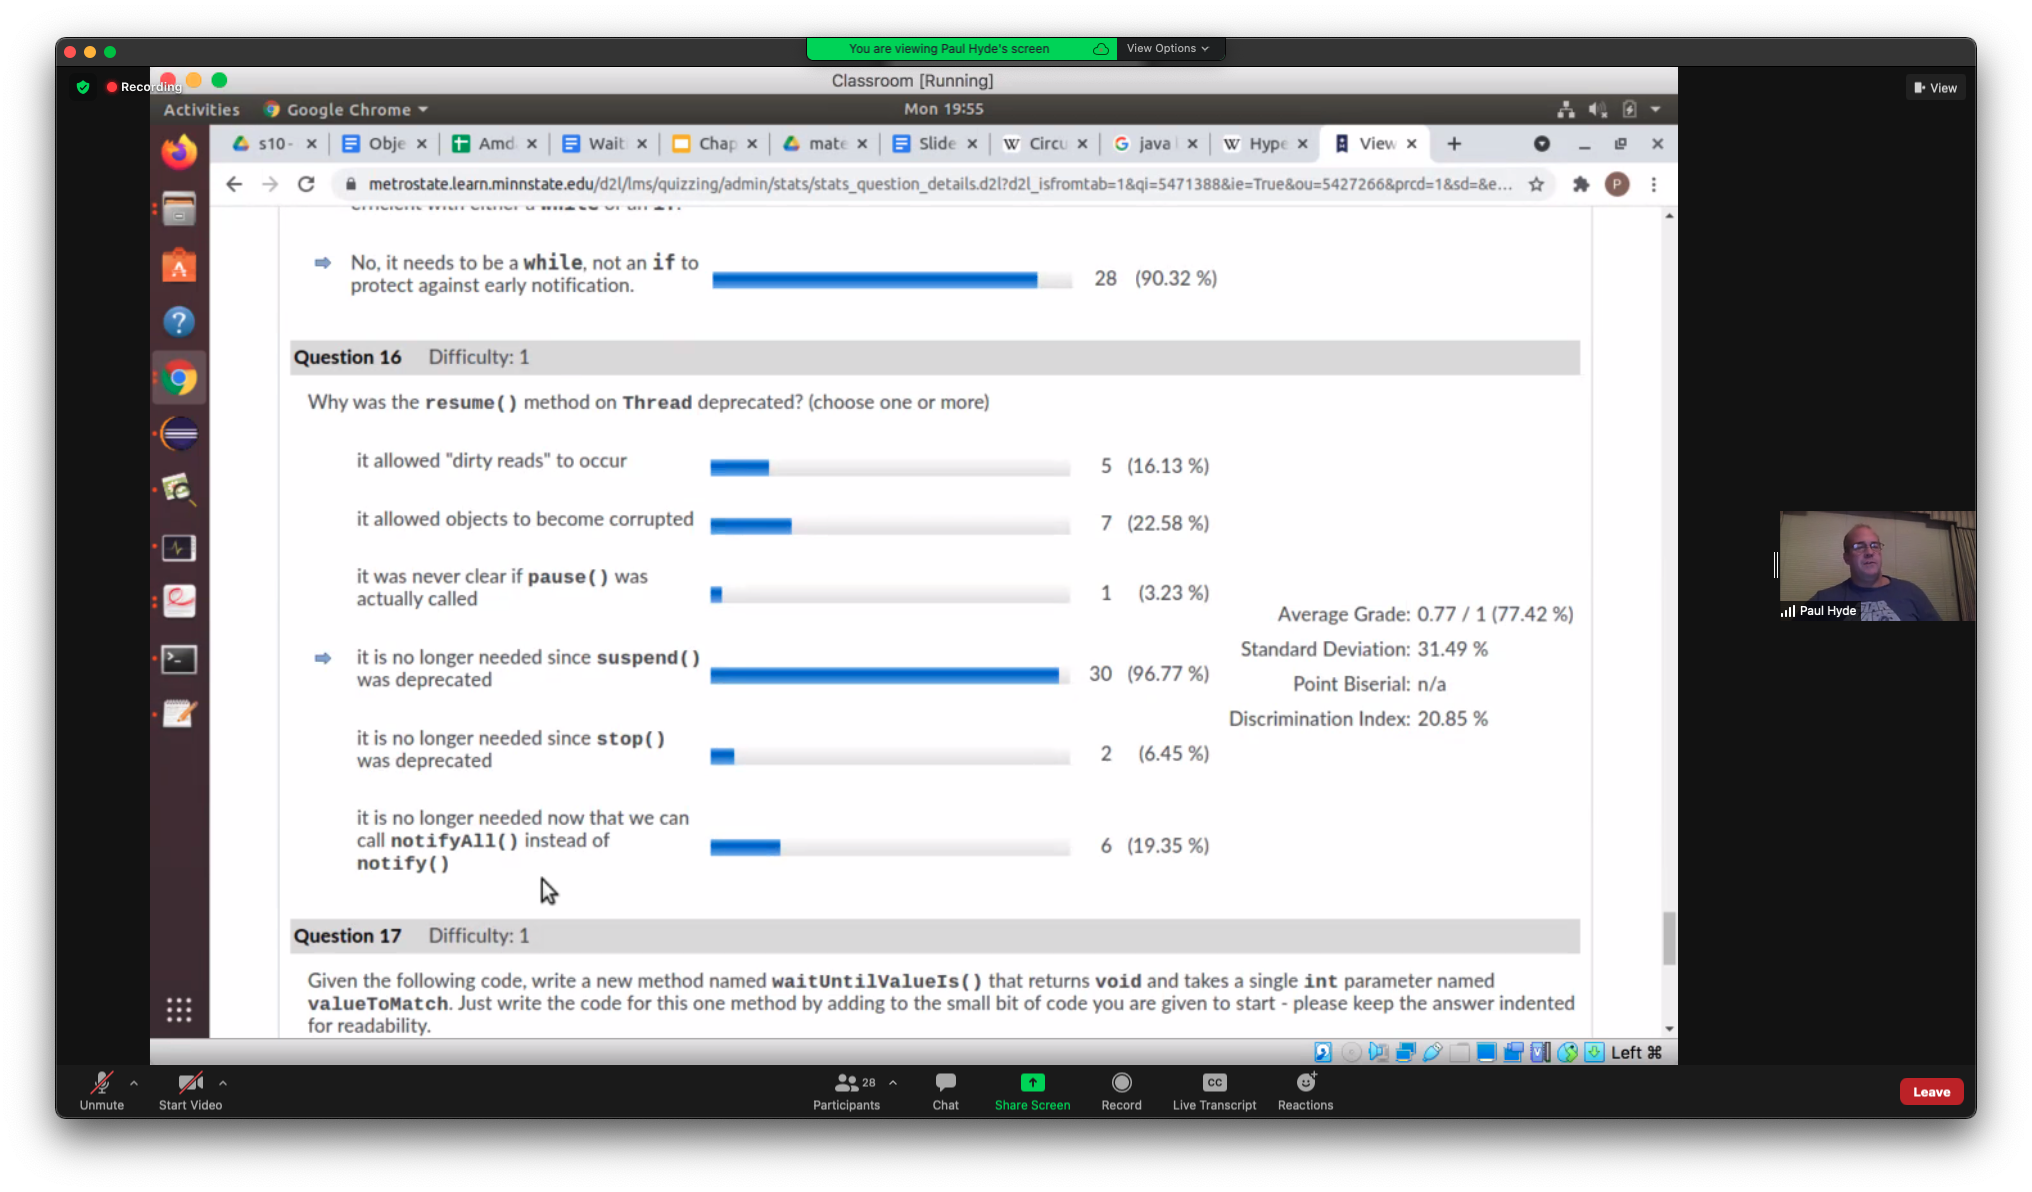 You are viewing Paul Hyde's screen
View Options
Recording
Classroom [Running]
View
Activities
Google Chrome
Mon 19:55
s10 -
Obje
Amd
Wait
Chap
mate
Slide
Circu
java
Hype
View
metrostate.learn.minnstate.edu/d2l/lms/quizzing/admin/stats/stats_question_details.d2l?d2l_isfromtab=1&qi=5471388&ie=True&ou=5427266&prcd=1&sd=&e...
P
efficient with either a while or an if.
No, it needs to be a while, not an if to
protect against early notification.
28 (90.32 %)
Question 16 Difficulty: 1
Why was the resume() method on Thread deprecated? (choose one or more)
it allowed "dirty reads" to occur
5 (16.13 %)
it allowed objects to become corrupted
7 (22.58 %)
it was never clear if pause() was
actually called
1 (3.23 %)
Average Grade: 0.77 / 1 (77.42 %)
Standard Deviation: 31.49 %
Point Biserial: n/a
Discrimination Index: 20.85 %
it is no longer needed since suspend()
was deprecated
30 (96.77 %)
it is no longer needed since stop()
was deprecated
2 (6.45 %)
it is no longer needed now that we can
call notifyAll() instead of
notify()
6 (19.35 %)
Question 17 Difficulty: 1
Given the following code, write a new method named waitUntilValueIs() that returns void and takes a single int parameter named
valueToMatch. Just write the code for this one method by adding to the small bit of code you are given to start - please keep the answer indented
for readability.
Left ⌘
Paul Hyde
Unmute
Start Video
28
Participants
Chat
Share Screen
Record
CC
Live Transcript
Reactions
Leave